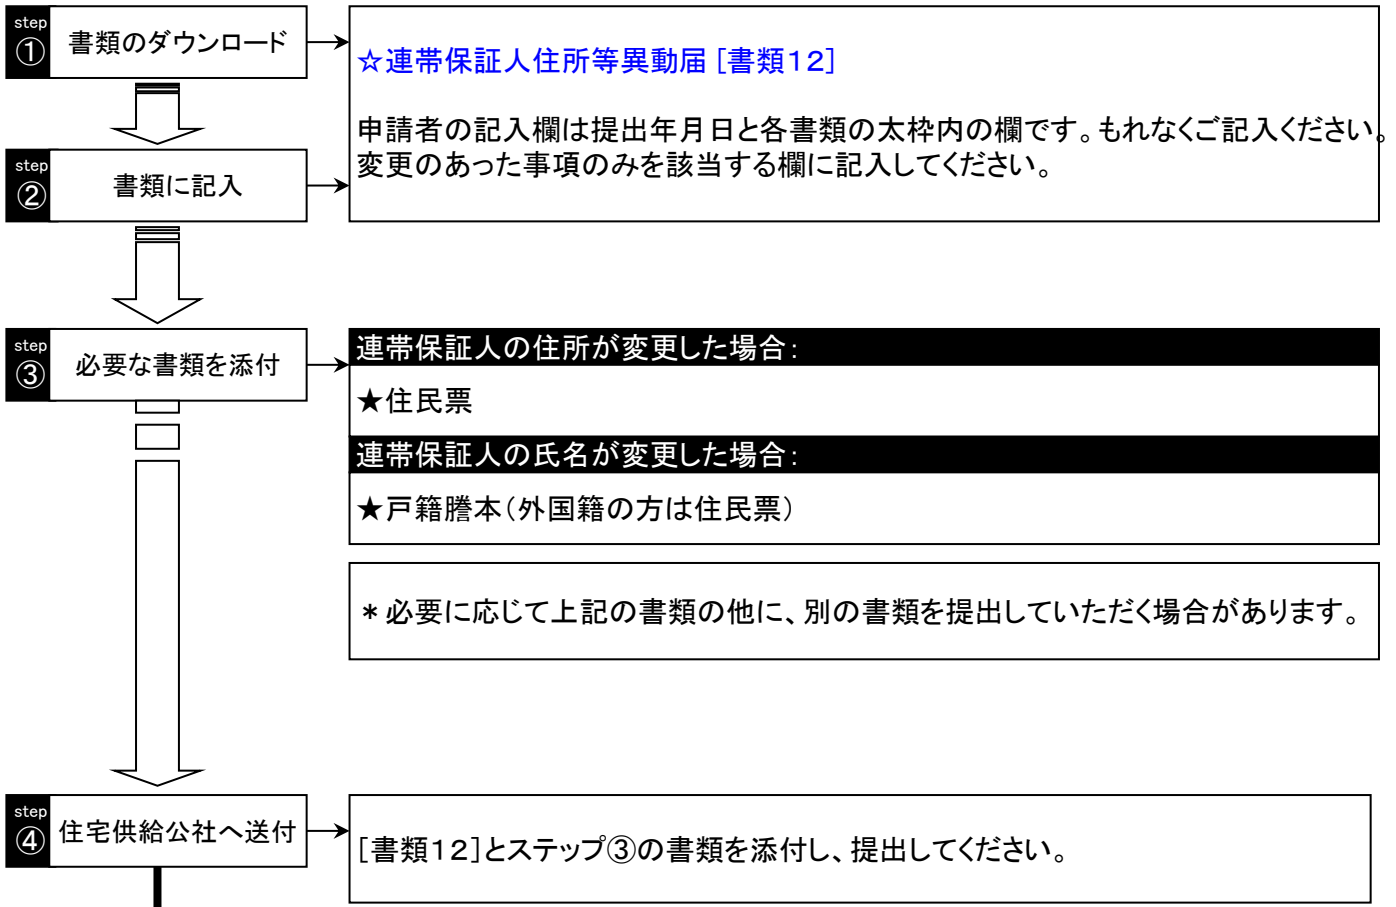 step
① 書類のダウンロード
☆連帯保証人住所等異動届[書類12]
申請者の記入欄は提出年月日と各書類の太枠内の欄です。もれなくご記入ください。
変更のあった事項のみを該当する欄に記入してください。
step
② 書類に記入
step
③ 必要な書類を添付
連帯保証人の住所が変更した場合:
★住民票
連帯保証人の氏名が変更した場合:
★戸籍謄本(外国籍の方は住民票)
*必要に応じて上記の書類の他に、別の書類を提出していただく場合があります。
step
④ 住宅供給公社へ送付
[書類12]とステップ③の書類を添付し、提出してください。